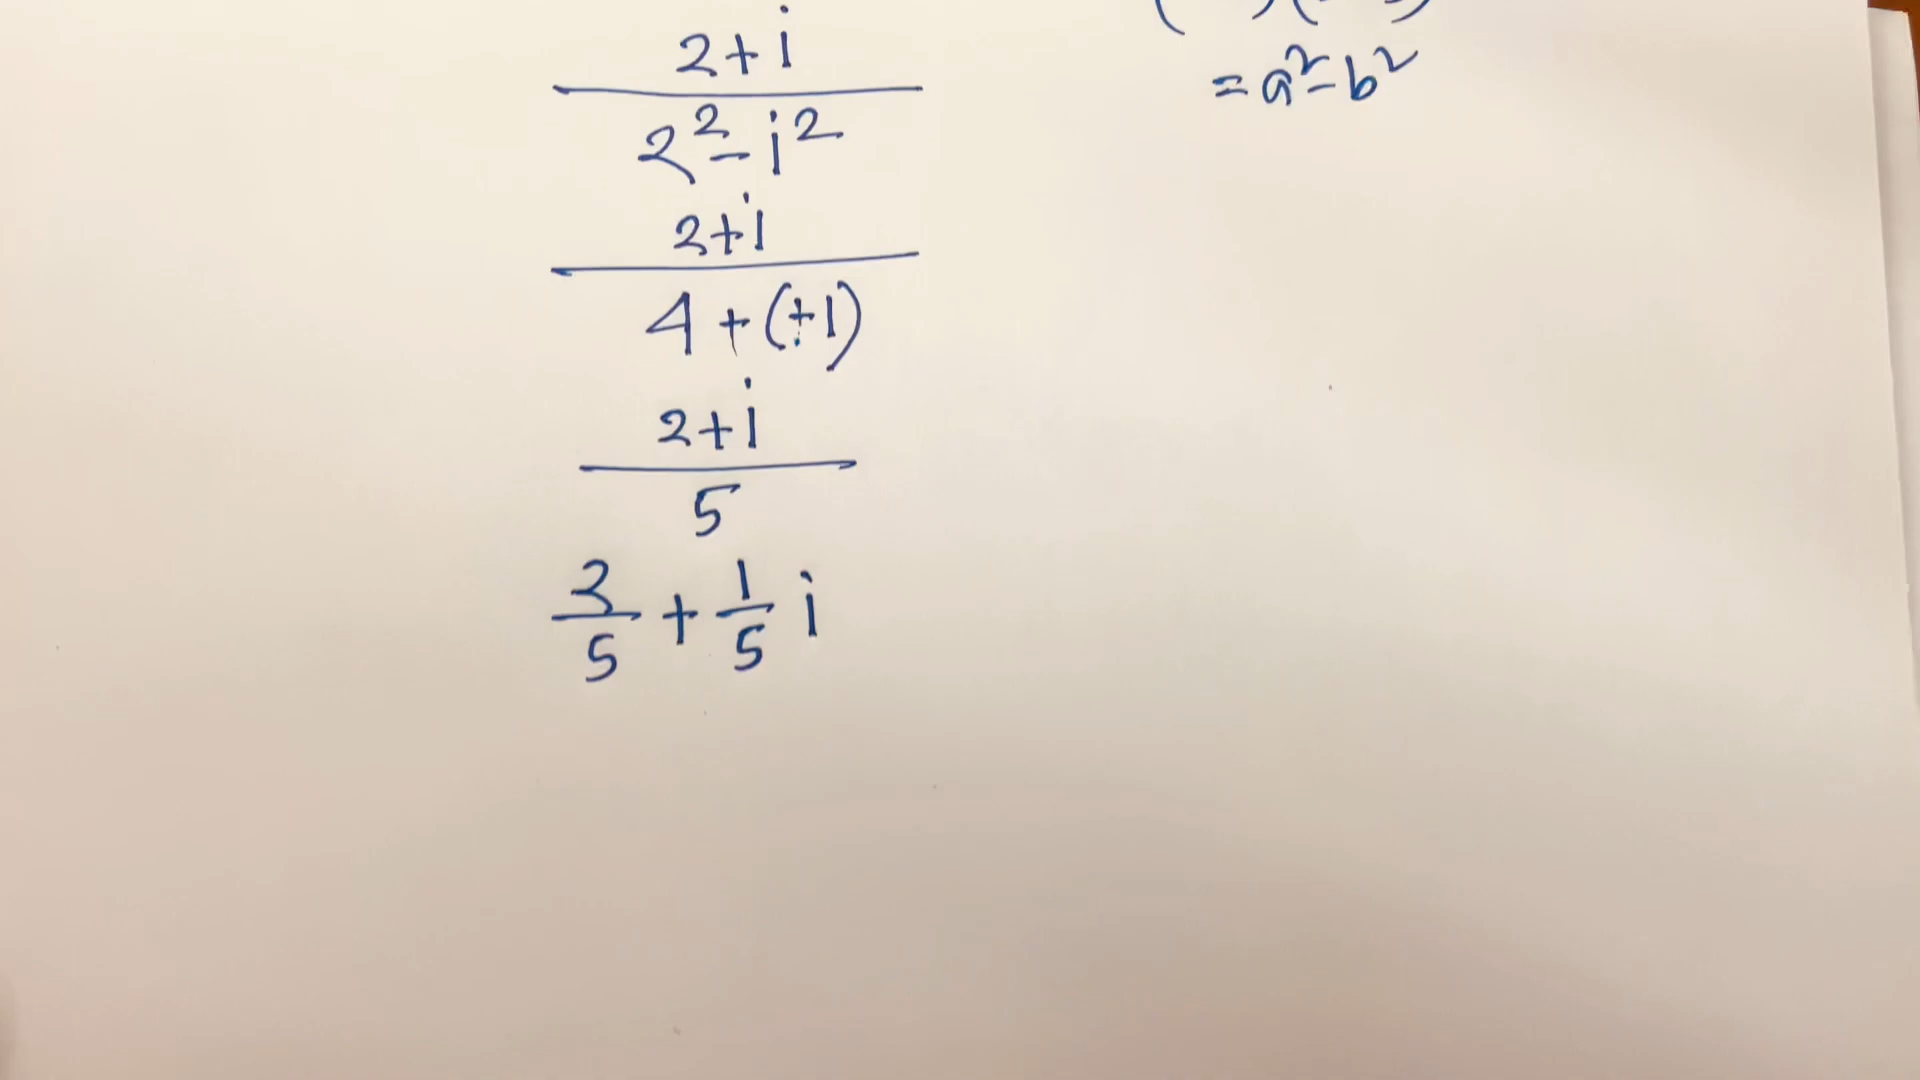 2+i
2²-i²
= a²-b²
2+i
4+(+1)
2+i
5
2/5 + 1/5 i